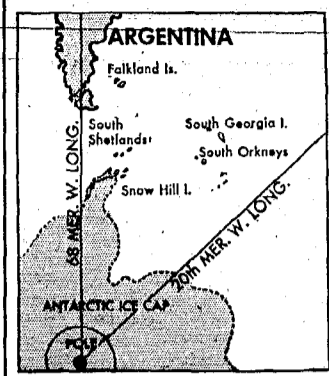 ARGENTINA
Falkland Is.
South
Shetlands
South Georgia I.
South Orkneys
Snow Hill I.
68 MER. W. LONG.
20th MER. W. LONG.
ANTARCTIC ICE CAP
POLE